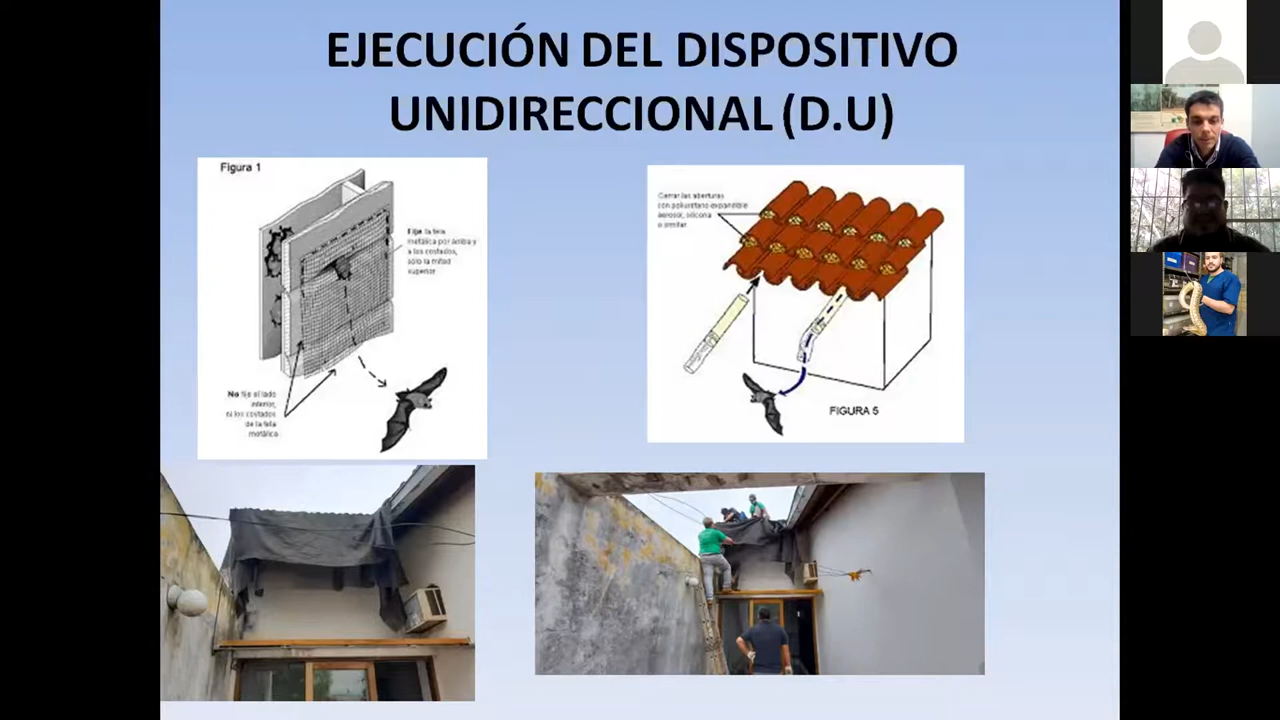 EJECUCIÓN DEL DISPOSITIVO
UNIDIRECCIONAL (D.U)
Figura 1
Fije la tela
metálica por arriba y
a los costados,
sólo la mitad
superior
No fije el lado
inferior,
ni los costados
de la tela
metálica
Cerrar las aberturas
con poliuretano expandible
aerosol, silicona
o similar.
FIGURA 5